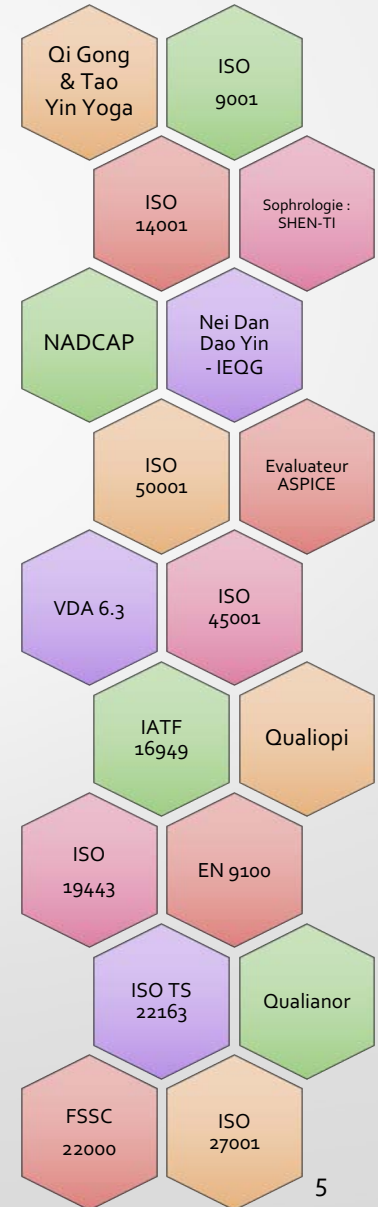 Qi Gong
& Tao
Yin Yoga
ISO
9001
ISO
14001
Sophrologie :
SHEN-TI
NADCAP
Nei Dan
Dao Yin
- IEQG
ISO
50001
Evaluateur
ASPICE
VDA 6.3
ISO
45001
IATF
16949
Qualiopi
ISO
19443
EN 9100
ISO TS
22163
Qualianor
FSSC
22000
ISO
27001
5